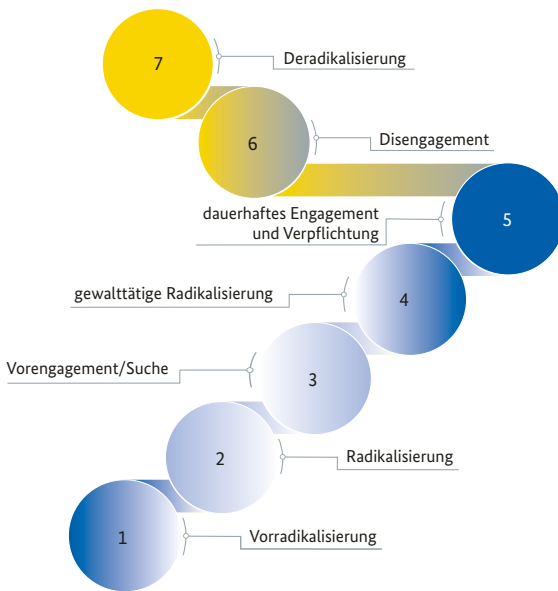 7
Deradikalisierung
6
Disengagement
dauerhaftes Engagement
und Verpflichtung
5
gewalttätige Radikalisierung
4
Vorengagement/Suche
3
2
Radikalisierung
1
Vorradikalisierung